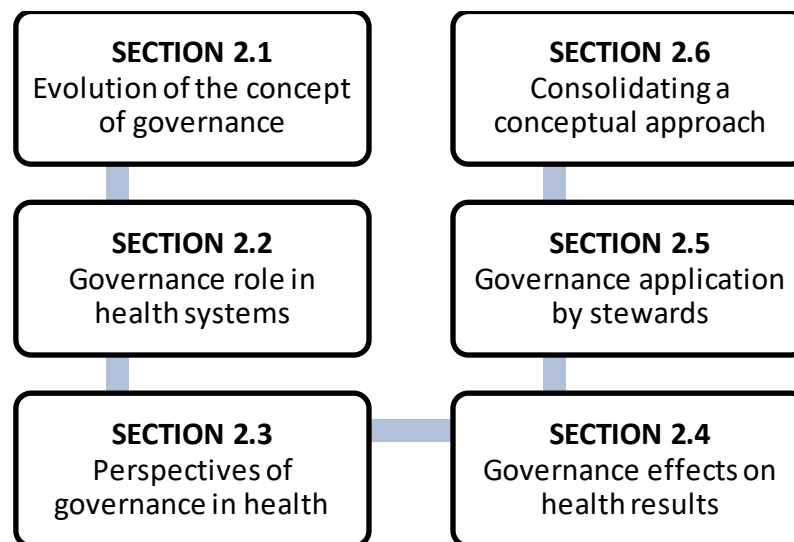 SECTION 2.1
Evolution of the concept
of governance
SECTION 2.2
Governance role in
health systems
SECTION 2.3
Perspectives of
governance in health
SECTION 2.4
Governance effects on
health results
SECTION 2.5
Governance application
by stewards
SECTION 2.6
Consolidating a
conceptual approach